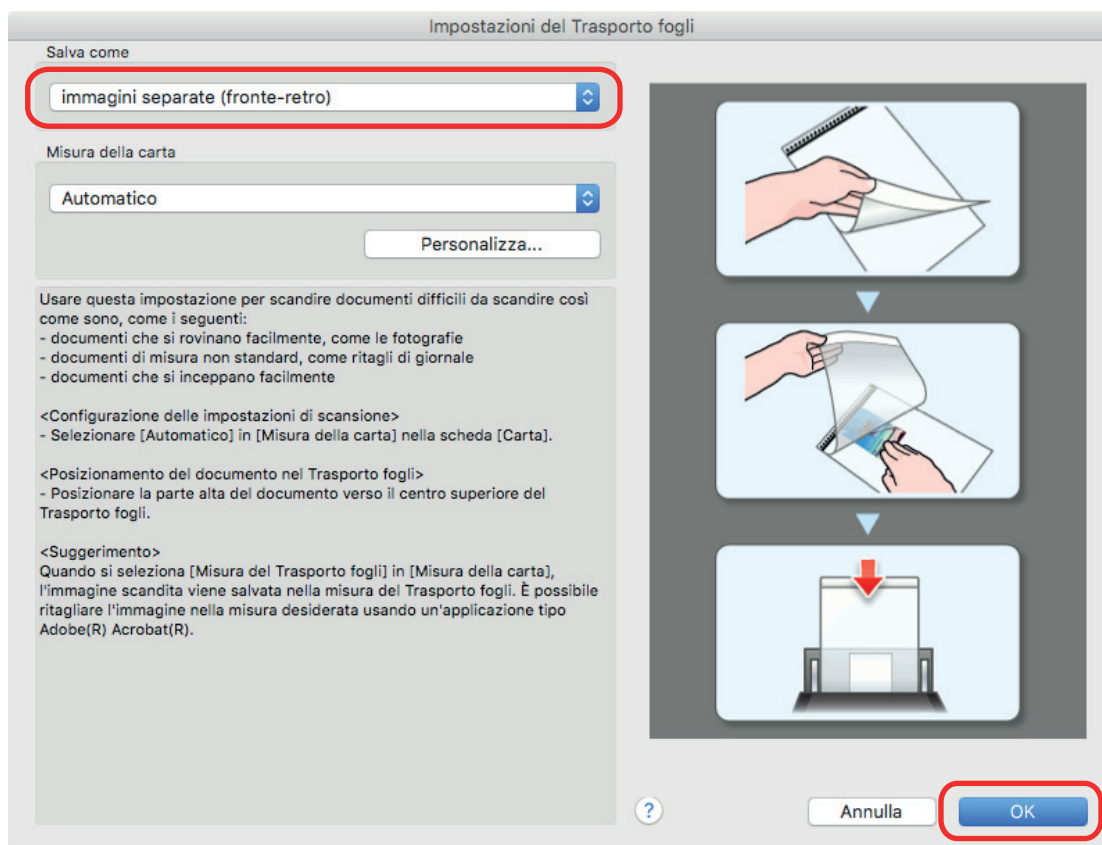 Impostazioni del Trasporto fogli
Salva come
immagini separate (fronte-retro)
Misura della carta
Automatico
Personalizza...
Usare questa impostazione per scandire documenti difficili da scandire così
come sono, come i seguenti:
- documenti che si rovinano facilmente, come le fotografie
- documenti di misura non standard, come ritagli di giornale
- documenti che si inceppano facilmente
<Configurazione delle impostazioni di scansione>
- Selezionare [Automatico] in [Misura della carta] nella scheda [Carta].
<Posizionamento del documento nel Trasporto fogli>
- Posizionare la parte alta del documento verso il centro superiore del
Trasporto fogli.
<Suggerimento>
Quando si seleziona [Misura del Trasporto fogli] in [Misura della carta],
l'immagine scandita viene salvata nella misura del Trasporto fogli. È possibile
ritagliare l'immagine nella misura desiderata usando un'applicazione tipo
Adobe(R) Acrobat(R).
?
Annulla
OK